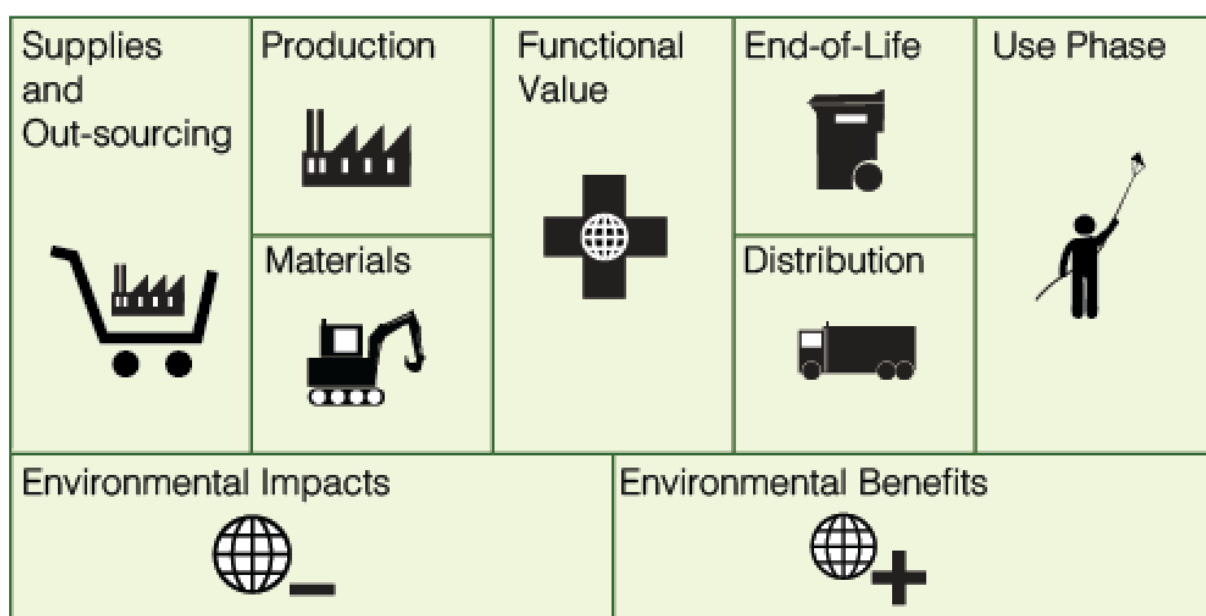 Supplies
and
Out-sourcing
Production
Materials
Functional
Value
End-of-Life
Distribution
Use Phase
Environmental Impacts
Environmental Benefits